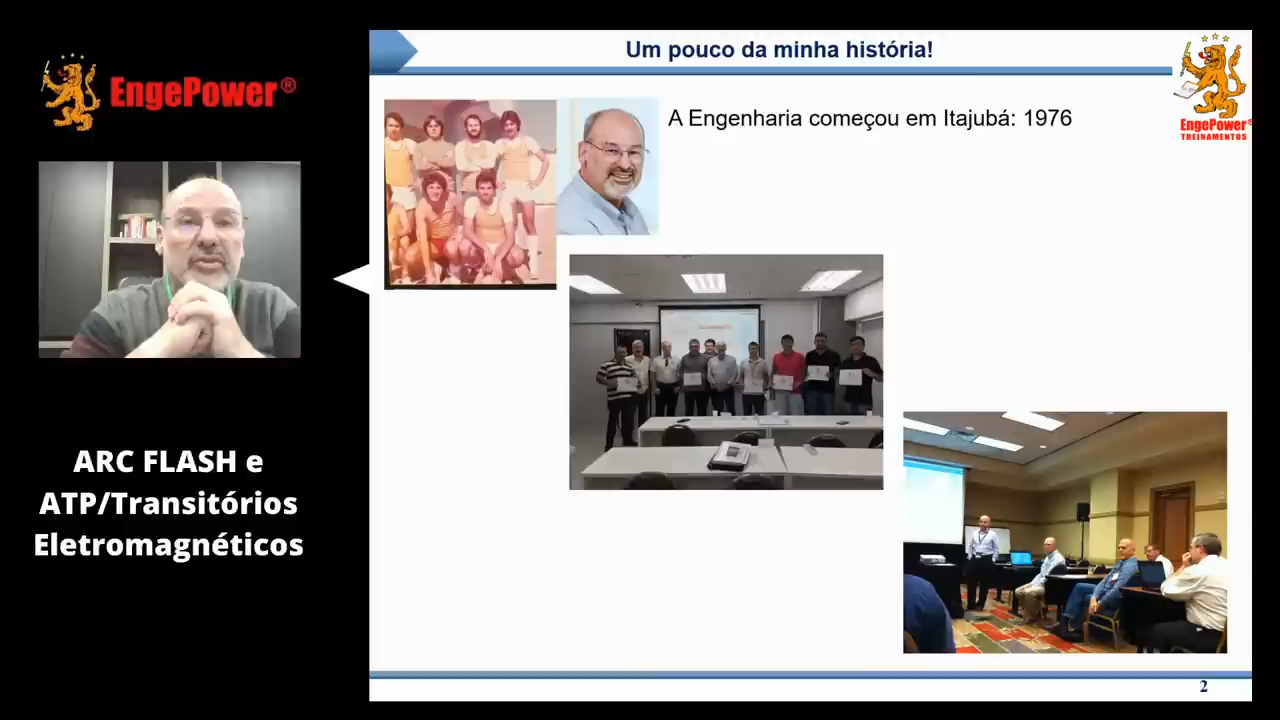 EngePower®
ARC FLASH e
ATP/Transitórios
Eletromagnéticos
Um pouco da minha história!
EngePower®
TREINAMENTOS
A Engenharia começou em Itajubá: 1976
2